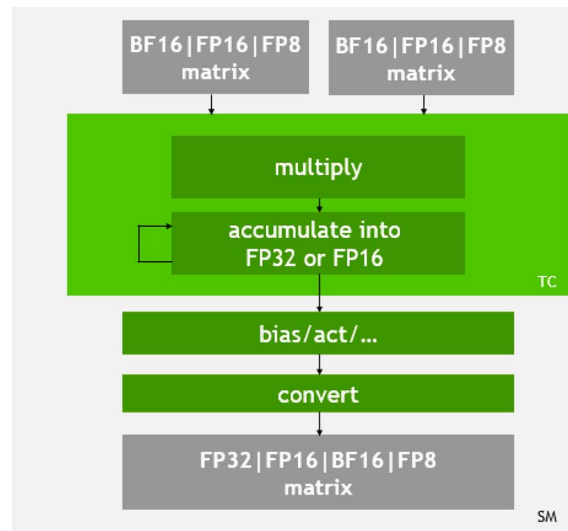 BF16|FP16|FP8
matrix
BF16|FP16|FP8
matrix
multiply
accumulate into
FP32 or FP16
TC
bias/act/…
convert
FP32|FP16|BF16|FP8
matrix
SM